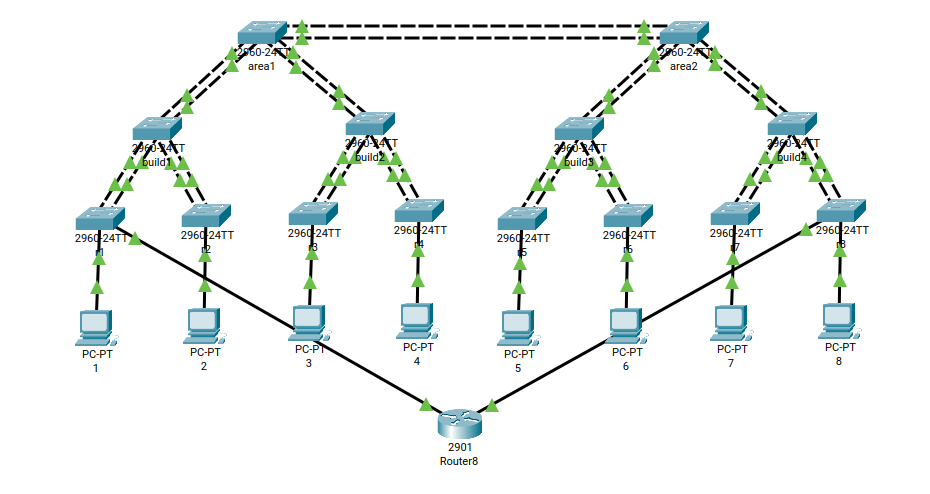 2960-24TT
area1
2960-24TT
area2
2960-24TT
build1
2960-24TT
build2
2960-24TT
build3
2960-24TT
build4
2960-24TT
r1
2960-24TT
r2
2960-24TT
r3
2960-24TT
r4
2960-24TT
r5
2960-24TT
r6
2960-24TT
r7
2960-24TT
r8
PC-PT
1
PC-PT
2
PC-PT
3
PC-PT
4
PC-PT
5
PC-PT
6
PC-PT
7
PC-PT
8
2901
Router8